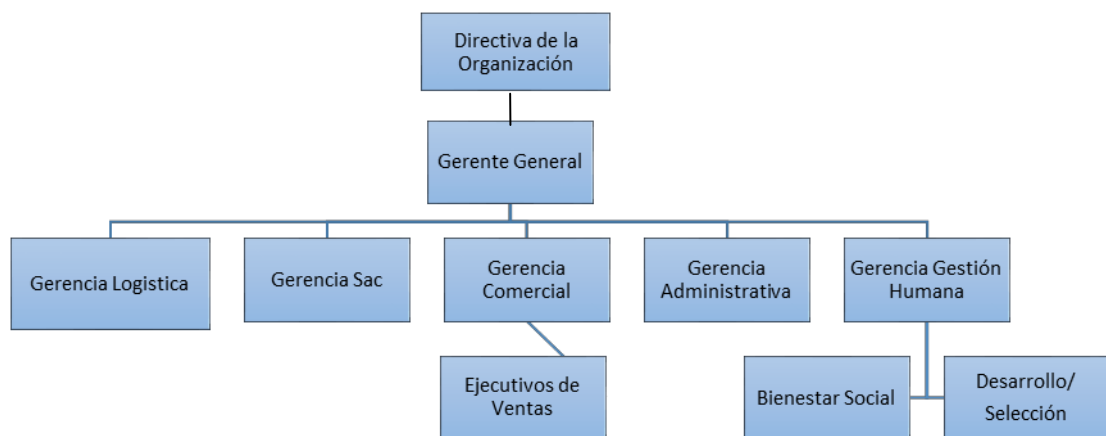 Directiva de la
Organización
Gerente General
Gerencia Logistica
Gerencia Sac
Gerencia
Comercial
Gerencia
Administrativa
Gerencia Gestión
Humana
Ejecutivos de
Ventas
Bienestar Social
Desarrollo/
Selección